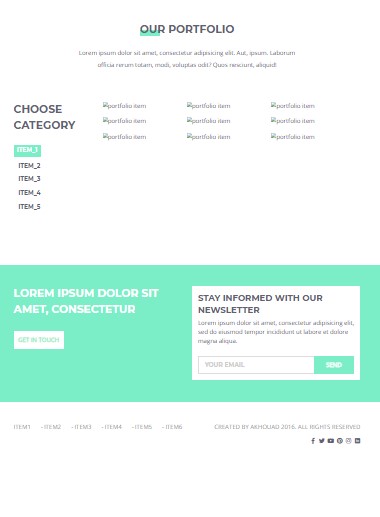 OUR PORTFOLIO
Lorem ipsum dolor sit amet, consectetur adipisicing elit. Aut, ipsum. Laborum
officia rerum totam, modi, voluptas odit? Quos nesciunt, aliquid!
CHOOSE
CATEGORY
ITEM_1
ITEM_2
ITEM_3
ITEM_4
ITEM_5
portfolio item portfolio item portfolio item
portfolio item portfolio item portfolio item
portfolio item portfolio item portfolio item
LOREM IPSUM DOLOR SIT
AMET, CONSECTETUR
GET IN TOUCH
STAY INFORMED WITH OUR
NEWSLETTER
Lorem ipsum dolor sit amet, consectetur adipisicing elit,
sed do eiusmod tempor incididunt ut labore et dolore
magna aliqua.
YOUR EMAIL
SEND
ITEM1 - ITEM2 - ITEM3 - ITEM4 - ITEM5 - ITEM6
CREATED BY AKHOUAD 2016. ALL RIGHTS RESERVED